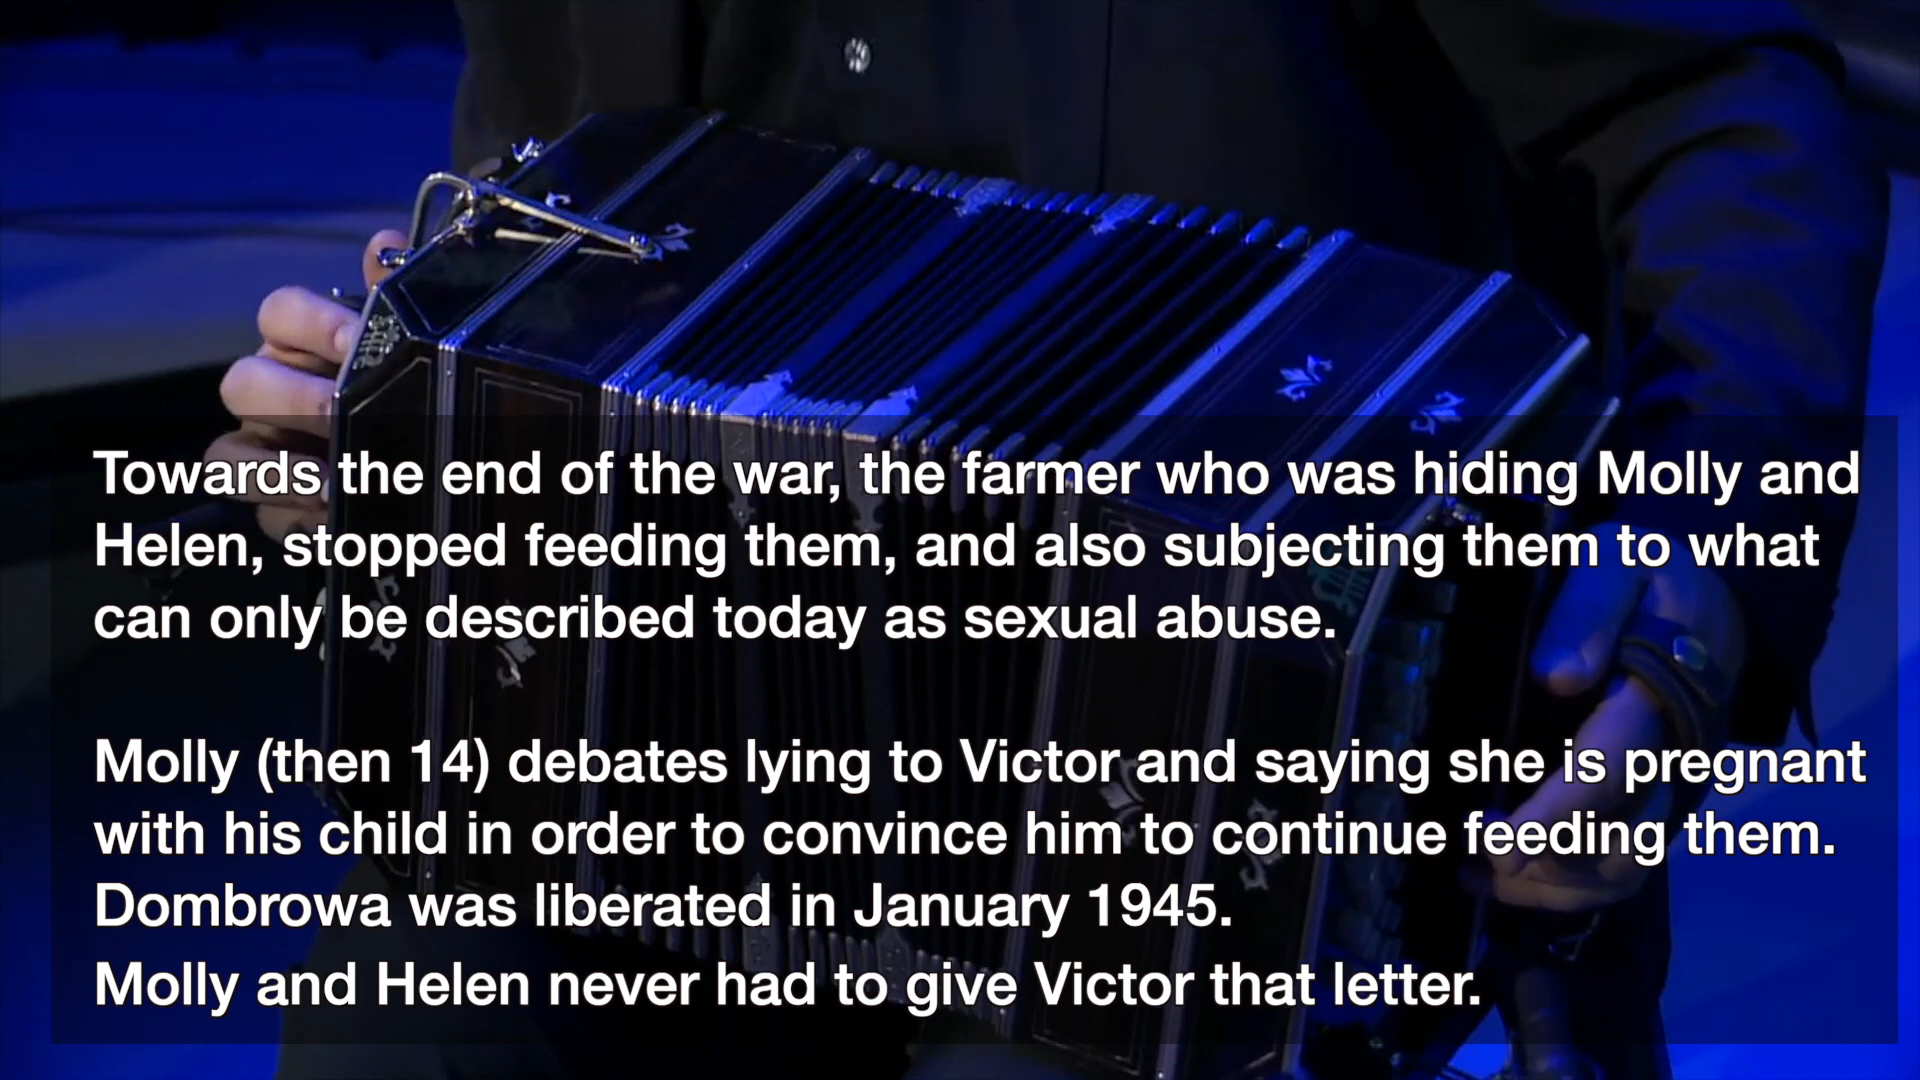 Towards the end of the war, the farmer who was hiding Molly and
Helen, stopped feeding them, and also subjecting them to what
can only be described today as sexual abuse.
Molly (then 14) debates lying to Victor and saying she is pregnant
with his child in order to convince him to continue feeding them.
Dombrowa was liberated in January 1945.
Molly and Helen never had to give Victor that letter.